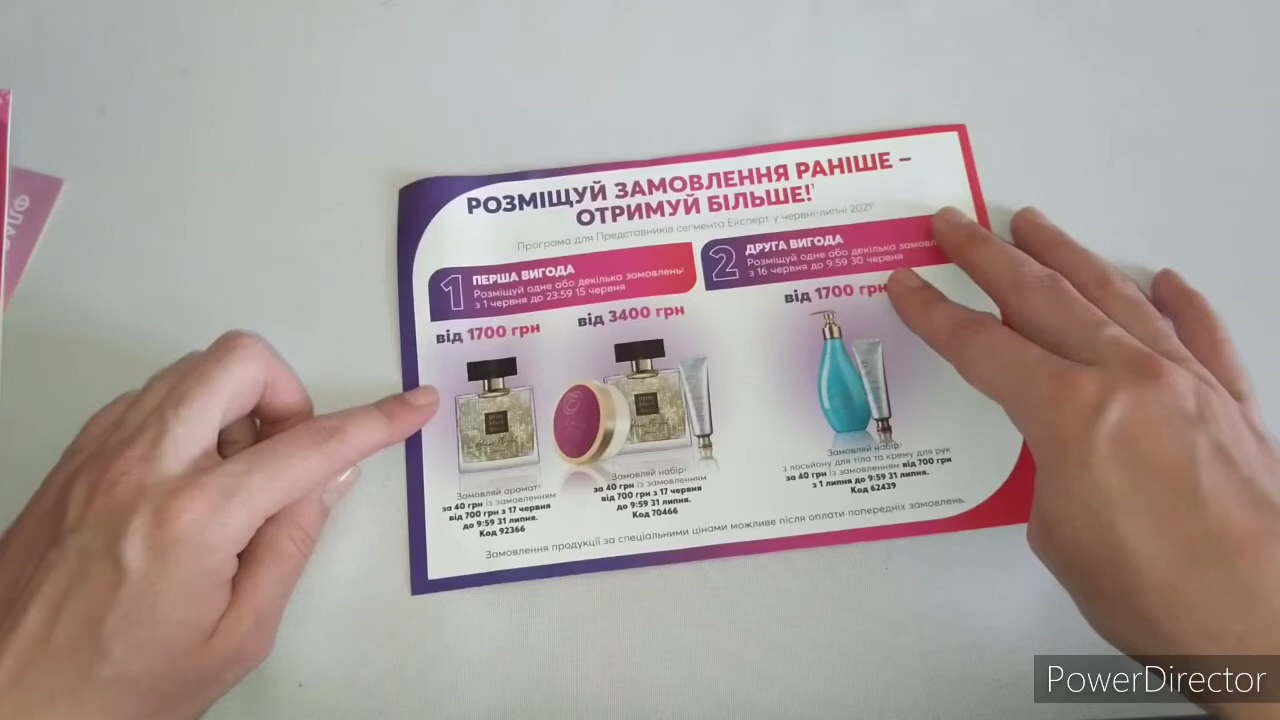 РОЗМІЩУЙ ЗАМОВЛЕННЯ РАНІШЕ –
ОТРИМУЙ БІЛЬШЕ!¹
Програма для Представників сегмента Експерт у червні-липні 2021
1 ПЕРША ВИГОДА
Розміщуй одне або декілька замовлень²
з 1 червня до 23:59 15 червня
від 1700 грн
від 3400 грн
Замовляй аромат
за 40 грн із замовленням
від 700 грн з 17 червня
до 9:59 31 липня.
Код 92366
Замовляй набір
за 40 грн із замовленням
від 700 грн з 17 червня
до 9:59 31 липня.
Код 70466
2 ДРУГА ВИГОДА
Розміщуй одне або декілька замовл
з 16 червня до 9:59 30 червня
від 1700 грн
Замовляй набір
з лосьйону для тіла та крему для рук
за 40 грн із замовленням від 700 грн
з 1 липня до 9:59 31 липня.
Код 62439
Замовлення продукції за спеціальними цінами можливе після оплати попередніх замовлень.
PowerDirector